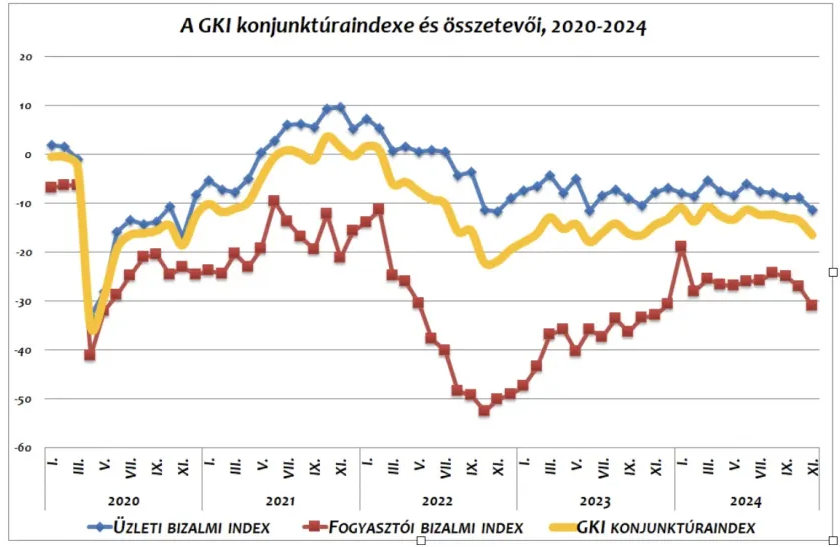 A GKI konjunktúraindexe és összetevői, 2020-2024
20
10
0
-10
-20
-30
-40
-50
-60
I. III. V. VII. IX. XI. I. III. V. VII. IX. XI. I. III. V. VII. IX. XI. I. III. V. VII. IX. XI. I. III. V. VII. IX. XI.
2020 2021 2022 2023 2024
ÜZLETI BIZALMI INDEX FOGYASZTÓI BIZALMI INDEX GKI KONJUNKTÚRAINDEX